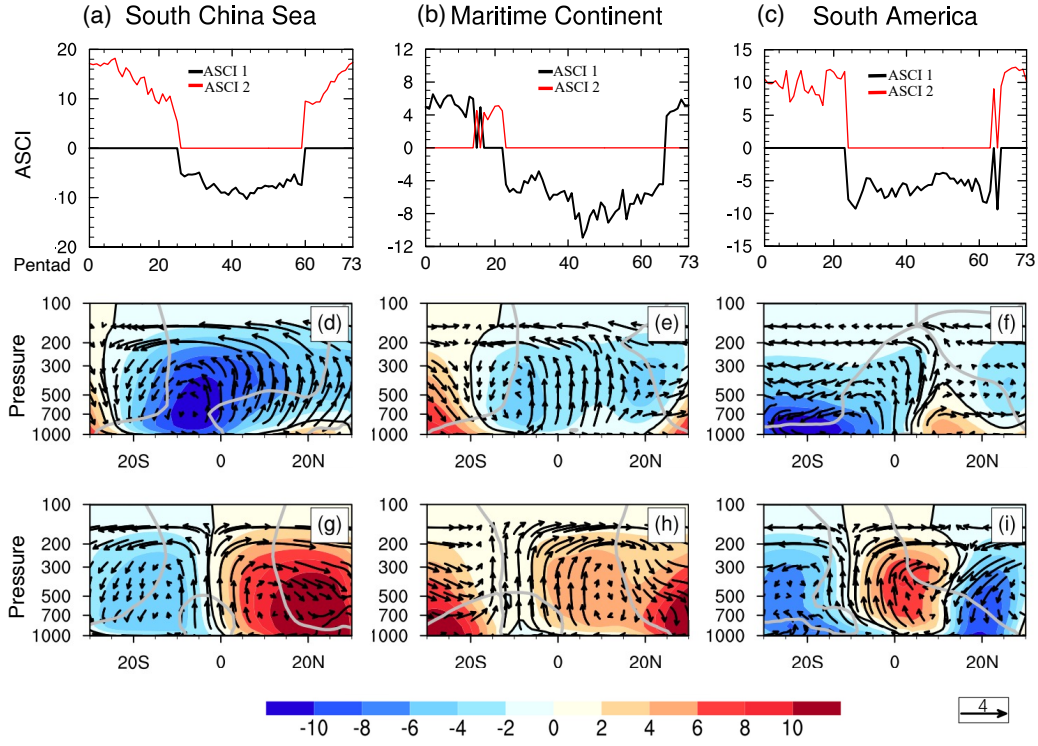 (a) South China Sea (b) Maritime Continent (c) South America
20 12 15
ASCI 1 ASCI 1 ASCI 1
ASCI 2 ASCI 2 ASCI 2
10 8 10
4 5
ASCI 0 0 0
-4 -5
·10 -8 -10
·20 -12 -15
Pentad 0 20 40 60 73 0 20 40 60 73 0 20 40 60 73
100 (d) 100 (e) 100 (f)
200 200 200
Pressure 300 300 300
500 500 500
700 700 700
1000 1000 1000
20S 0 20N 20S 0 20N 20S 0 20N
100 (g) 100 (h) 100 (i)
200 200 200
Pressure 300 300 300
500 500 500
700 700 700
1000 1000 1000
20S 0 20N 20S 0 20N 20S 0 20N
4
-10 -8 -6 -4 -2 0 2 4 6 8 10